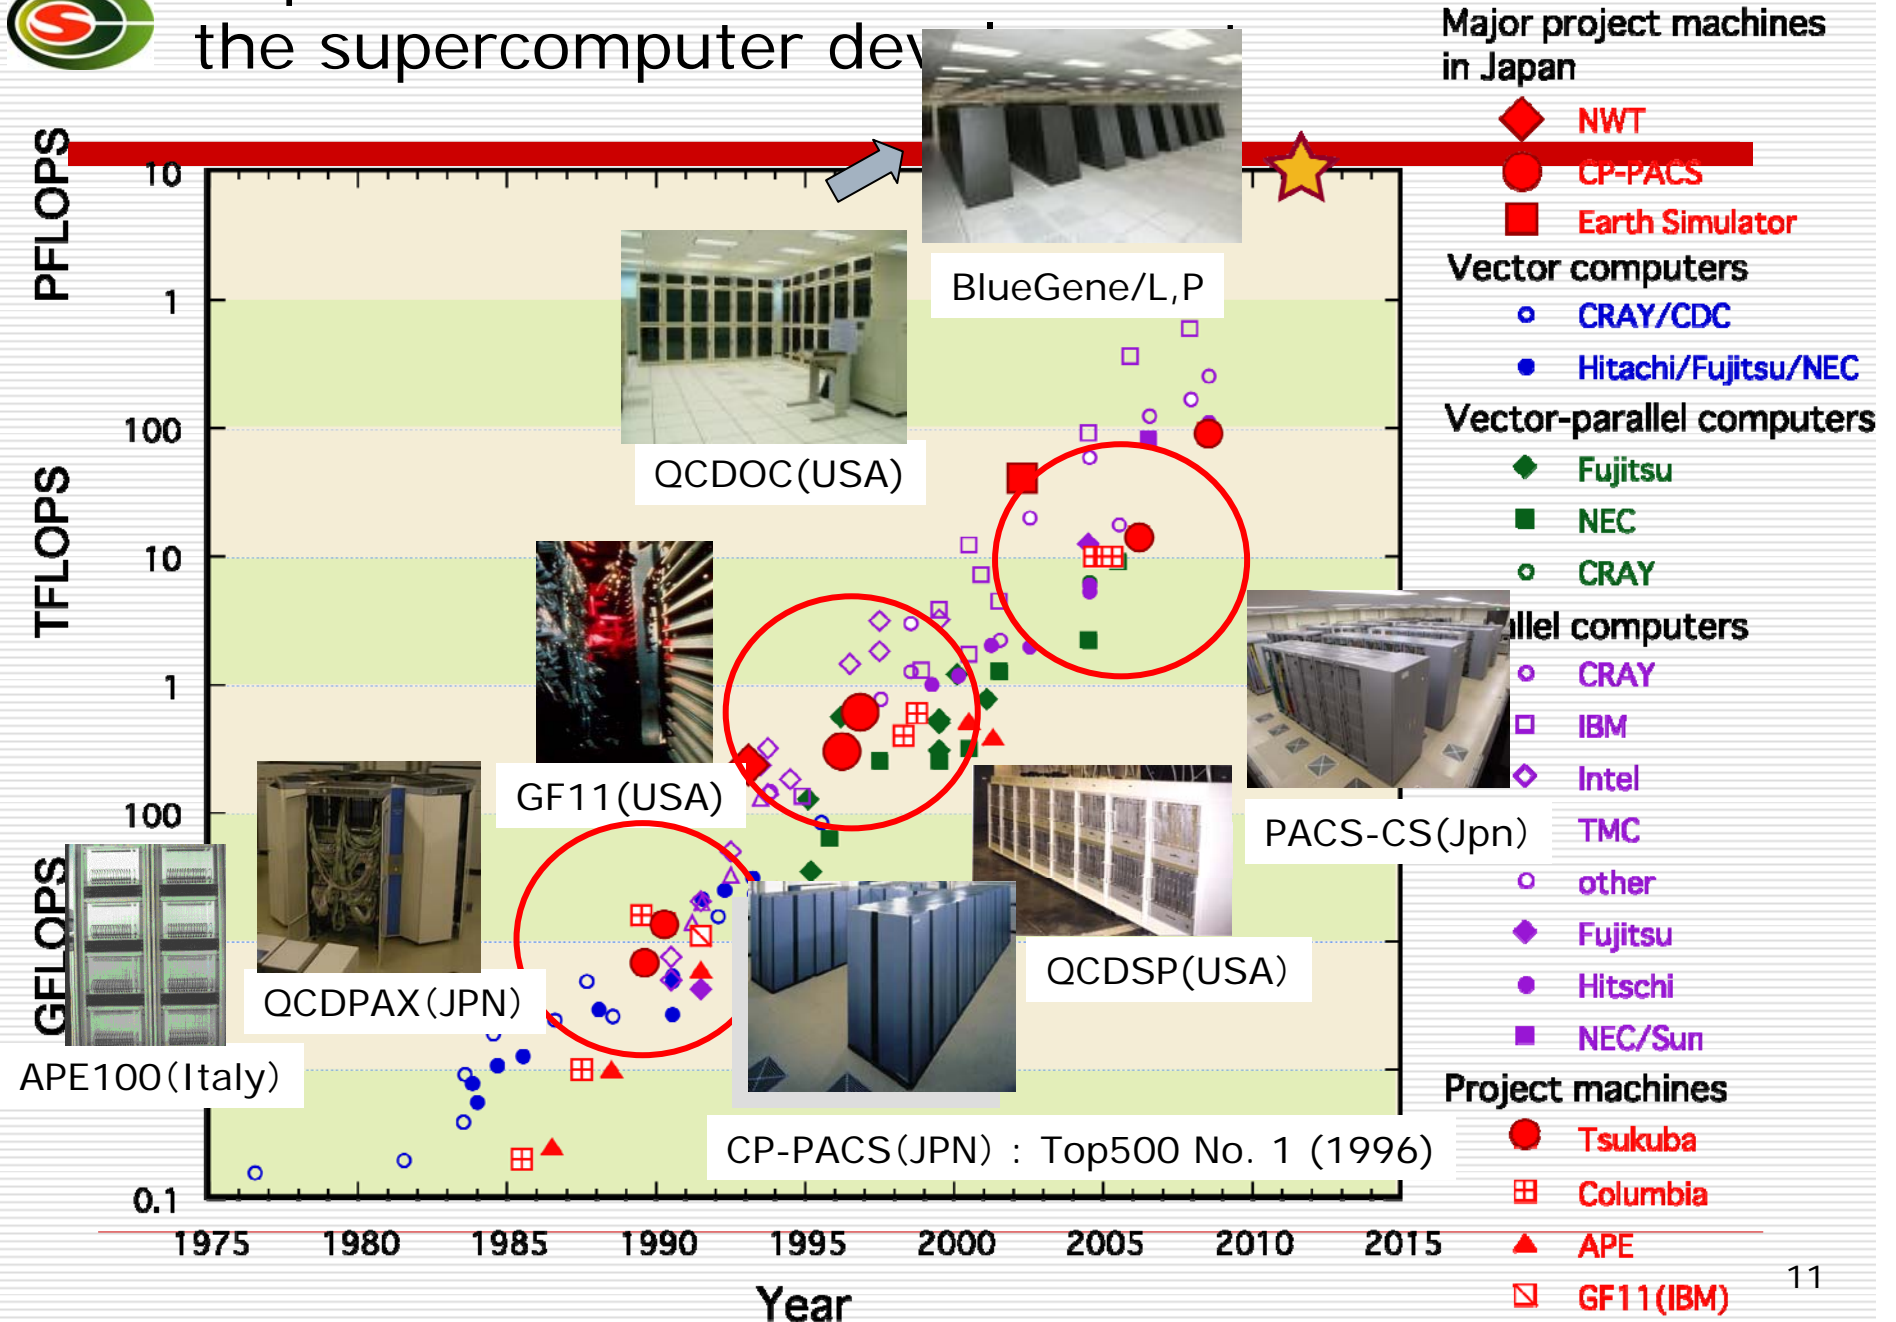 the supercomputer
PFLOPS
TFLOPS
GFLOPS
10
1
100
10
1
100
0.1
1975 1980 1985 1990 1995 2000 2005 2010 2015
Year
BlueGene/L,P
QCDOC(USA)
GF11(USA)
PACS-CS(Jpn)
QCDSP(USA)
QCDPAX(JPN)
APE100(Italy)
CP-PACS(JPN) : Top500 No. 1 (1996)
Major project machines
in Japan
NWT
CP-PACS
Earth Simulator
Vector computers
CRAY/CDC
Hitachi/Fujitsu/NEC
Vector-parallel computers
Fujitsu
NEC
CRAY
computers
CRAY
IBM
Intel
TMC
other
Fujitsu
Hitschi
NEC/Sun
Project machines
Tsukuba
Columbia
APE
GF11(IBM)
11